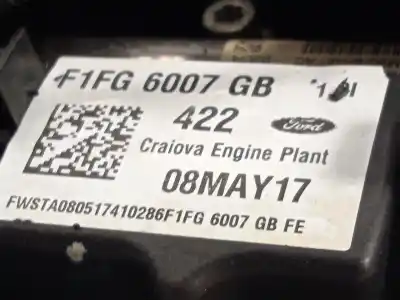 F1FG 6007 GB
422
Ford
Craiova Engine Plant
08MAY17
FWSTA080517410286F1FG 6007 GB FE